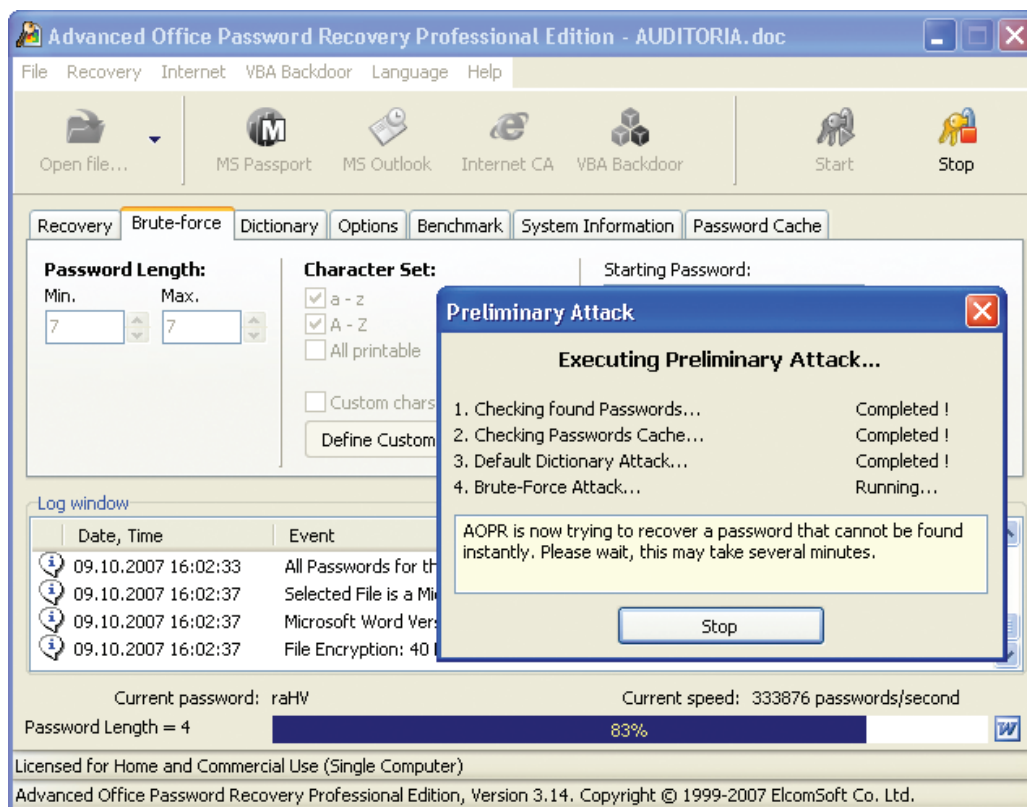 Advanced Office Password Recovery Professional Edition - AUDITORIA.doc
File Recovery Internet VBA Backdoor Language Help
Open file... MS Passport MS Outlook Internet CA VBA Backdoor Start Stop
Recovery Brute-force Dictionary Options Benchmark System Information Password Cache
Password Length:
Min. Max.
7 7
Character Set:
a - z
A - Z
All printable
Custom chars
Define Custom
Starting Password:
Preliminary Attack
Executing Preliminary Attack...
1. Checking found Passwords... Completed !
2. Checking Passwords Cache... Completed !
3. Default Dictionary Attack... Completed !
4. Brute-Force Attack... Running...
AOPR is now trying to recover a password that cannot be found
instantly. Please wait, this may take several minutes.
Stop
Log window
Date, Time Event
09.10.2007 16:02:33 All Passwords for th
09.10.2007 16:02:37 Selected File is a Mi
09.10.2007 16:02:37 Microsoft Word Vers
09.10.2007 16:02:37 File Encryption: 40
Current password: raHV Current speed: 333876 passwords/second
Password Length = 4 83%
Licensed for Home and Commercial Use (Single Computer)
Advanced Office Password Recovery Professional Edition, Version 3.14. Copyright © 1999-2007 ElcomSoft Co. Ltd.